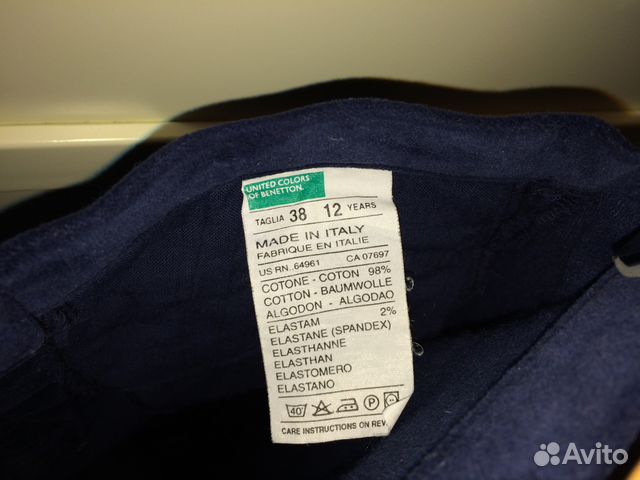 UNITED COLORS
OF BENETTON.
TAGLIA 38 12 YEARS
MADE IN ITALY
FABRIQUE EN ITALIE
US RN..64961 CA 07697
COTONE - COTON 98%
COTTON - BAUMWOLLE
ALGODON - ALGODAO
ELASTAM 2%
ELASTANE (SPANDEX)
ELASTHANNE
ELASTHAN
ELASTOMERO
ELASTANO
40 P
CARE INSTRUCTIONS ON REV.
Avito